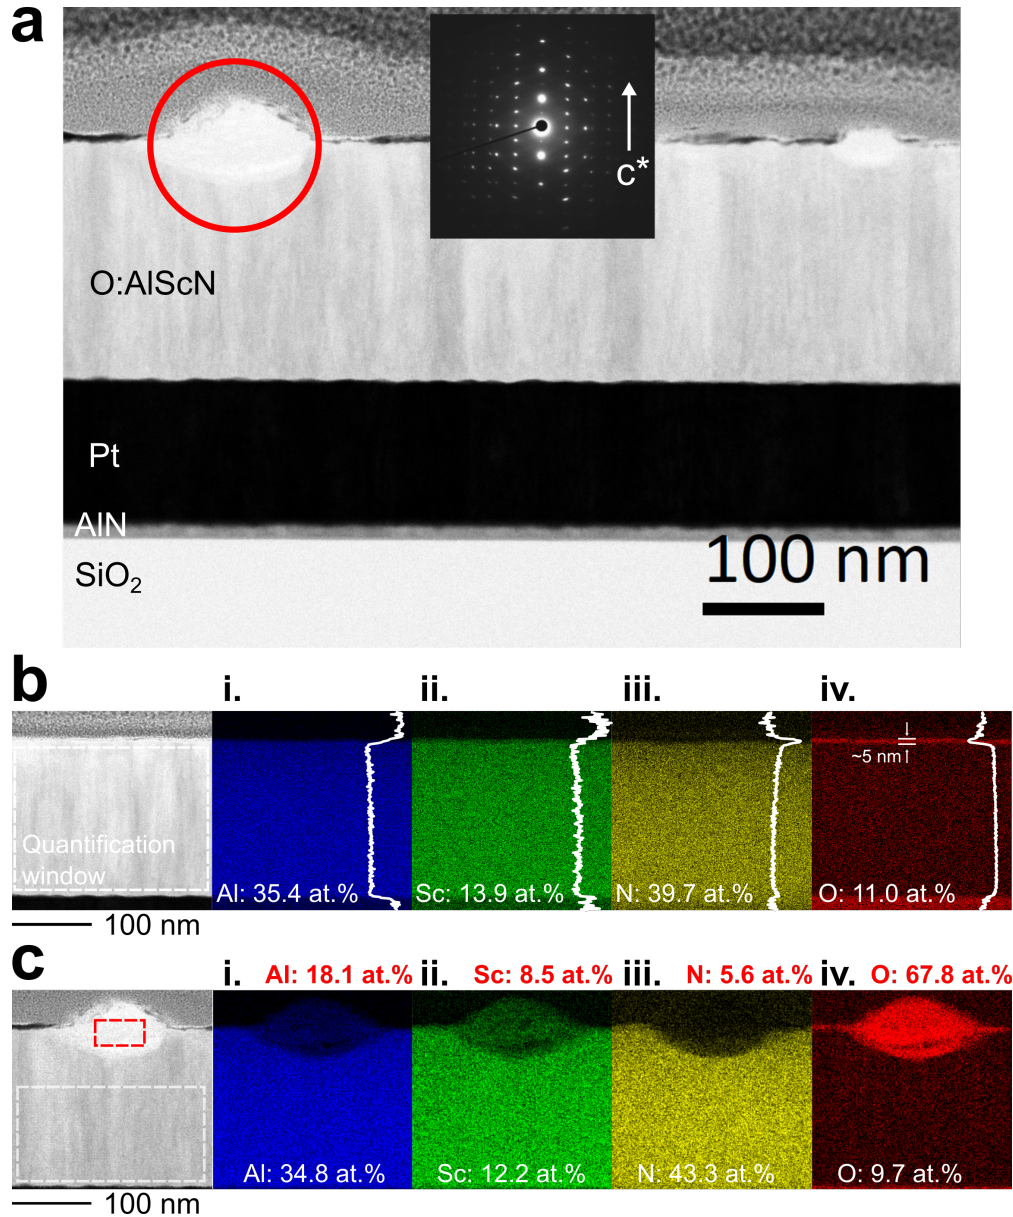 a
c*
O:AlScN
Pt
AlN
SiO₂
100 nm
b
i. ii. iii. iv.
~5 nm
Quantification
window
Al: 35.4 at.% Sc: 13.9 at.% N: 39.7 at.% O: 11.0 at.%
100 nm
c
i. Al: 18.1 at.% ii. Sc: 8.5 at.% iii. N: 5.6 at.% iv. O: 67.8 at.%
Al: 34.8 at.% Sc: 12.2 at.% N: 43.3 at.% O: 9.7 at.%
100 nm